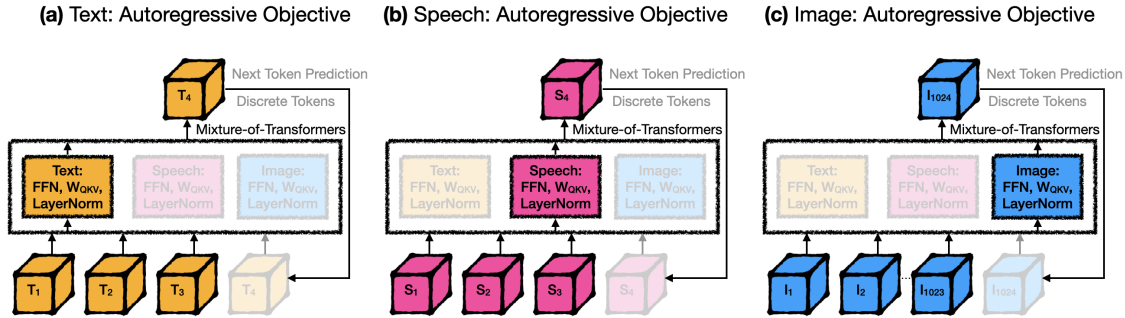 (a) Text: Autoregressive Objective
T4
Next Token Prediction
Discrete Tokens
Mixture-of-Transformers
Text:
FFN, WQKV,
LayerNorm
Speech:
FFN, WQKV,
LayerNorm
Image:
FFN, WQKV,
LayerNorm
T1
T2
T3
T4
(b) Speech: Autoregressive Objective
S4
Next Token Prediction
Discrete Tokens
Mixture-of-Transformers
Text:
FFN, WQKV,
LayerNorm
Speech:
FFN, WQKV,
LayerNorm
Image:
FFN, WQKV,
LayerNorm
S1
S2
S3
S4
(c) Image: Autoregressive Objective
I1024
Next Token Prediction
Discrete Tokens
Mixture-of-Transformers
Text:
FFN, WQKV,
LayerNorm
Speech:
FFN, WQKV,
LayerNorm
Image:
FFN, WQKV,
LayerNorm
I1
I2
I1023
I1024